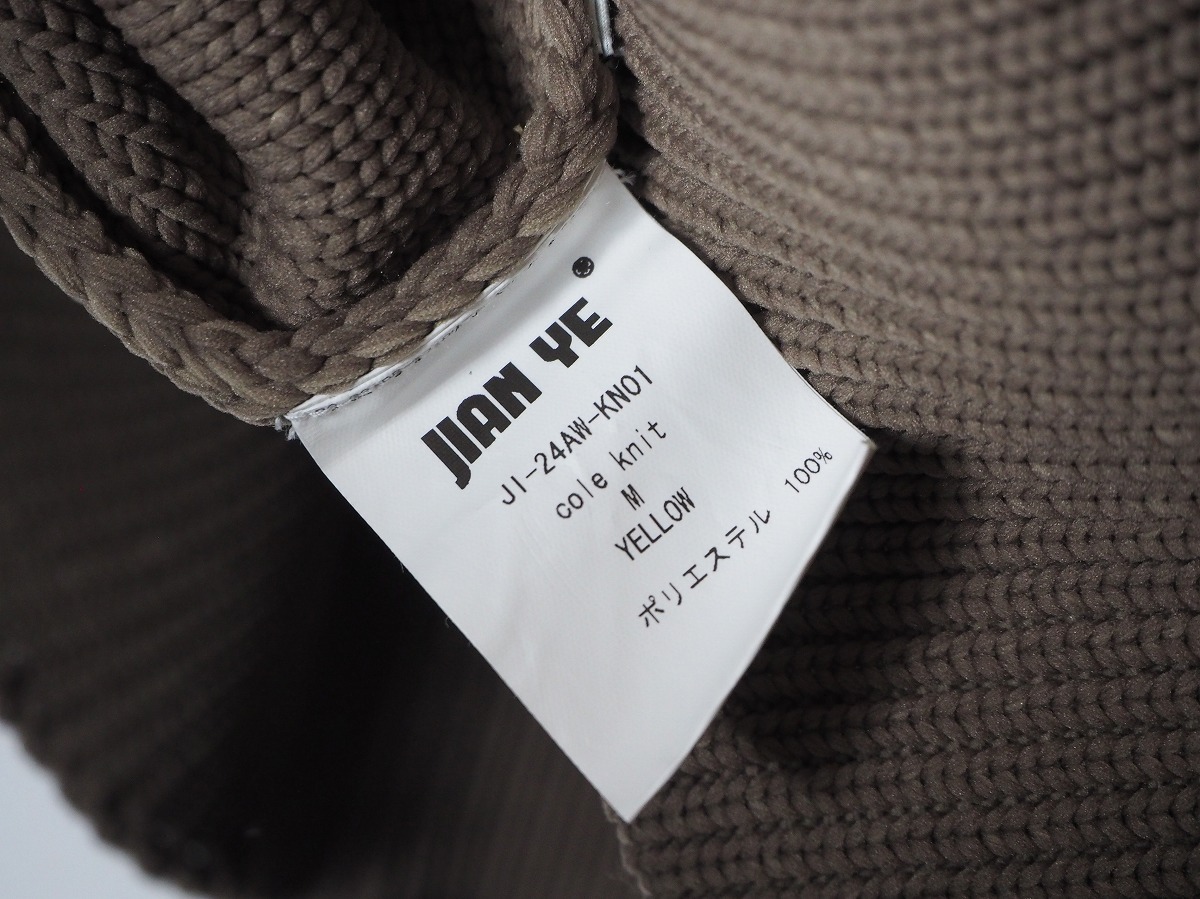 JIAN YE
JI-24AW-KN01
cole knit
M
YELLOW
ポリエステル 100%